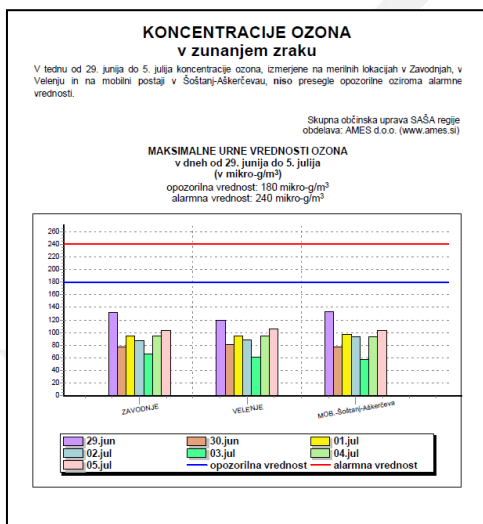 KONCENTRACIJE OZONA
v zunanjem zraku
V tednu od 29. junija do 5. julija koncentracije ozona, izmerjene na merilnih lokacijah v Zavodnjah, v
Velenju in na mobilni postaji v Šoštanj-Aškerčevau, niso presegle opozorilne oziroma alarmne
vrednosti.
Skupna občinska uprava SAŠA regije
obdelava: AMES d.o.o. (www.ames.si)
MAKSIMALNE URNE VREDNOSTI OZONA
v dneh od 29. junija do 5. julija
(v mikro-g/m³)
opozorilna vrednost: 180 mikro-g/m³
alarmna vrednost: 240 mikro-g/m³
260
240
220
200
180
160
140
120
100
80
60
40
20
0
ZAVODNJE VELENJE MOB.-Šoštanj-Aškerčeva
29.jun 30.jun 01.jul
02.jul 03.jul 04.jul
05.jul opozorilna vrednost alarmna vrednost